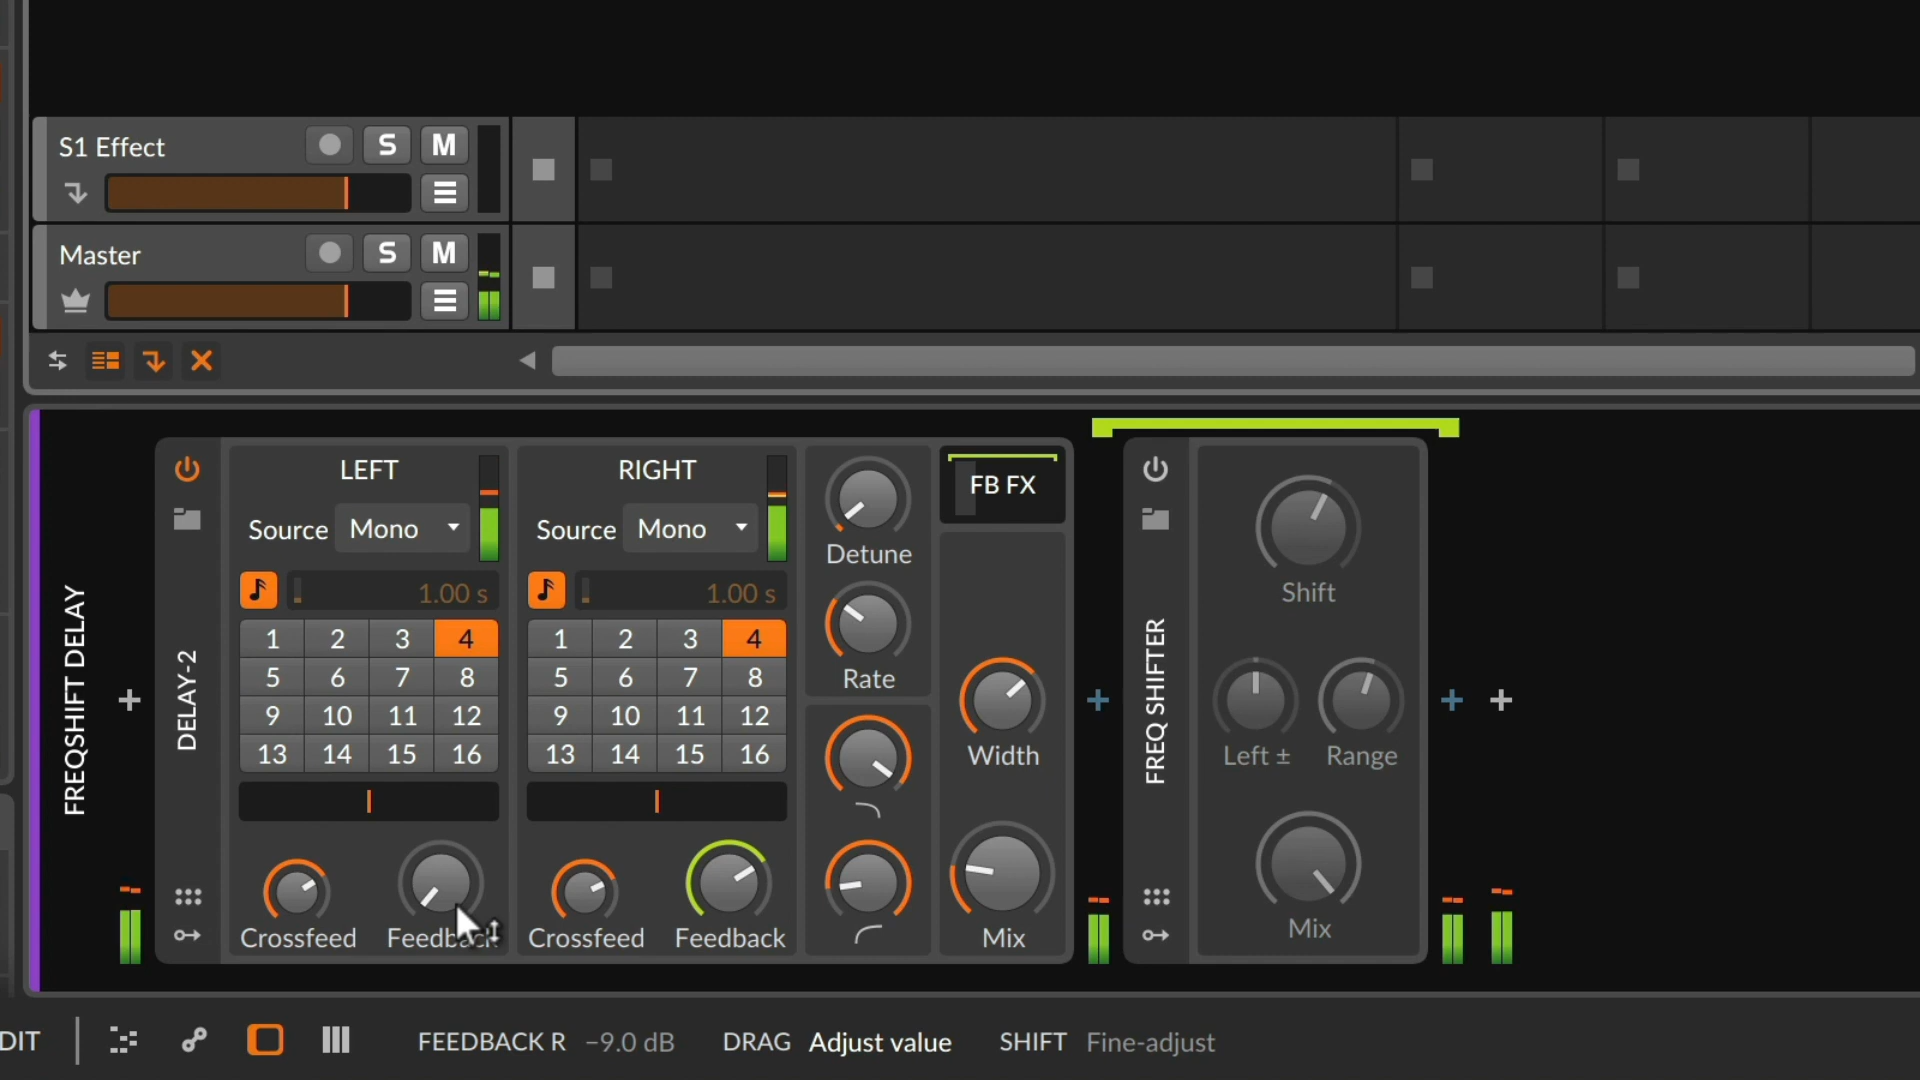 S1 Effect
S
M
Master
S
M
FREQSHIFT DELAY
DELAY-2
LEFT
Source
Mono
1.00 s
1 2 3 4
5 6 7 8
9 10 11 12
13 14 15 16
Crossfeed
Feedback
RIGHT
Source
Mono
1.00 s
1 2 3 4
5 6 7 8
9 10 11 12
13 14 15 16
Crossfeed
Feedback
Detune
Rate
FB FX
Width
Mix
FREQ SHIFTER
Shift
Left ±
Range
Mix
DIT
FEEDBACK R -9.0 dB DRAG Adjust value SHIFT Fine-adjust